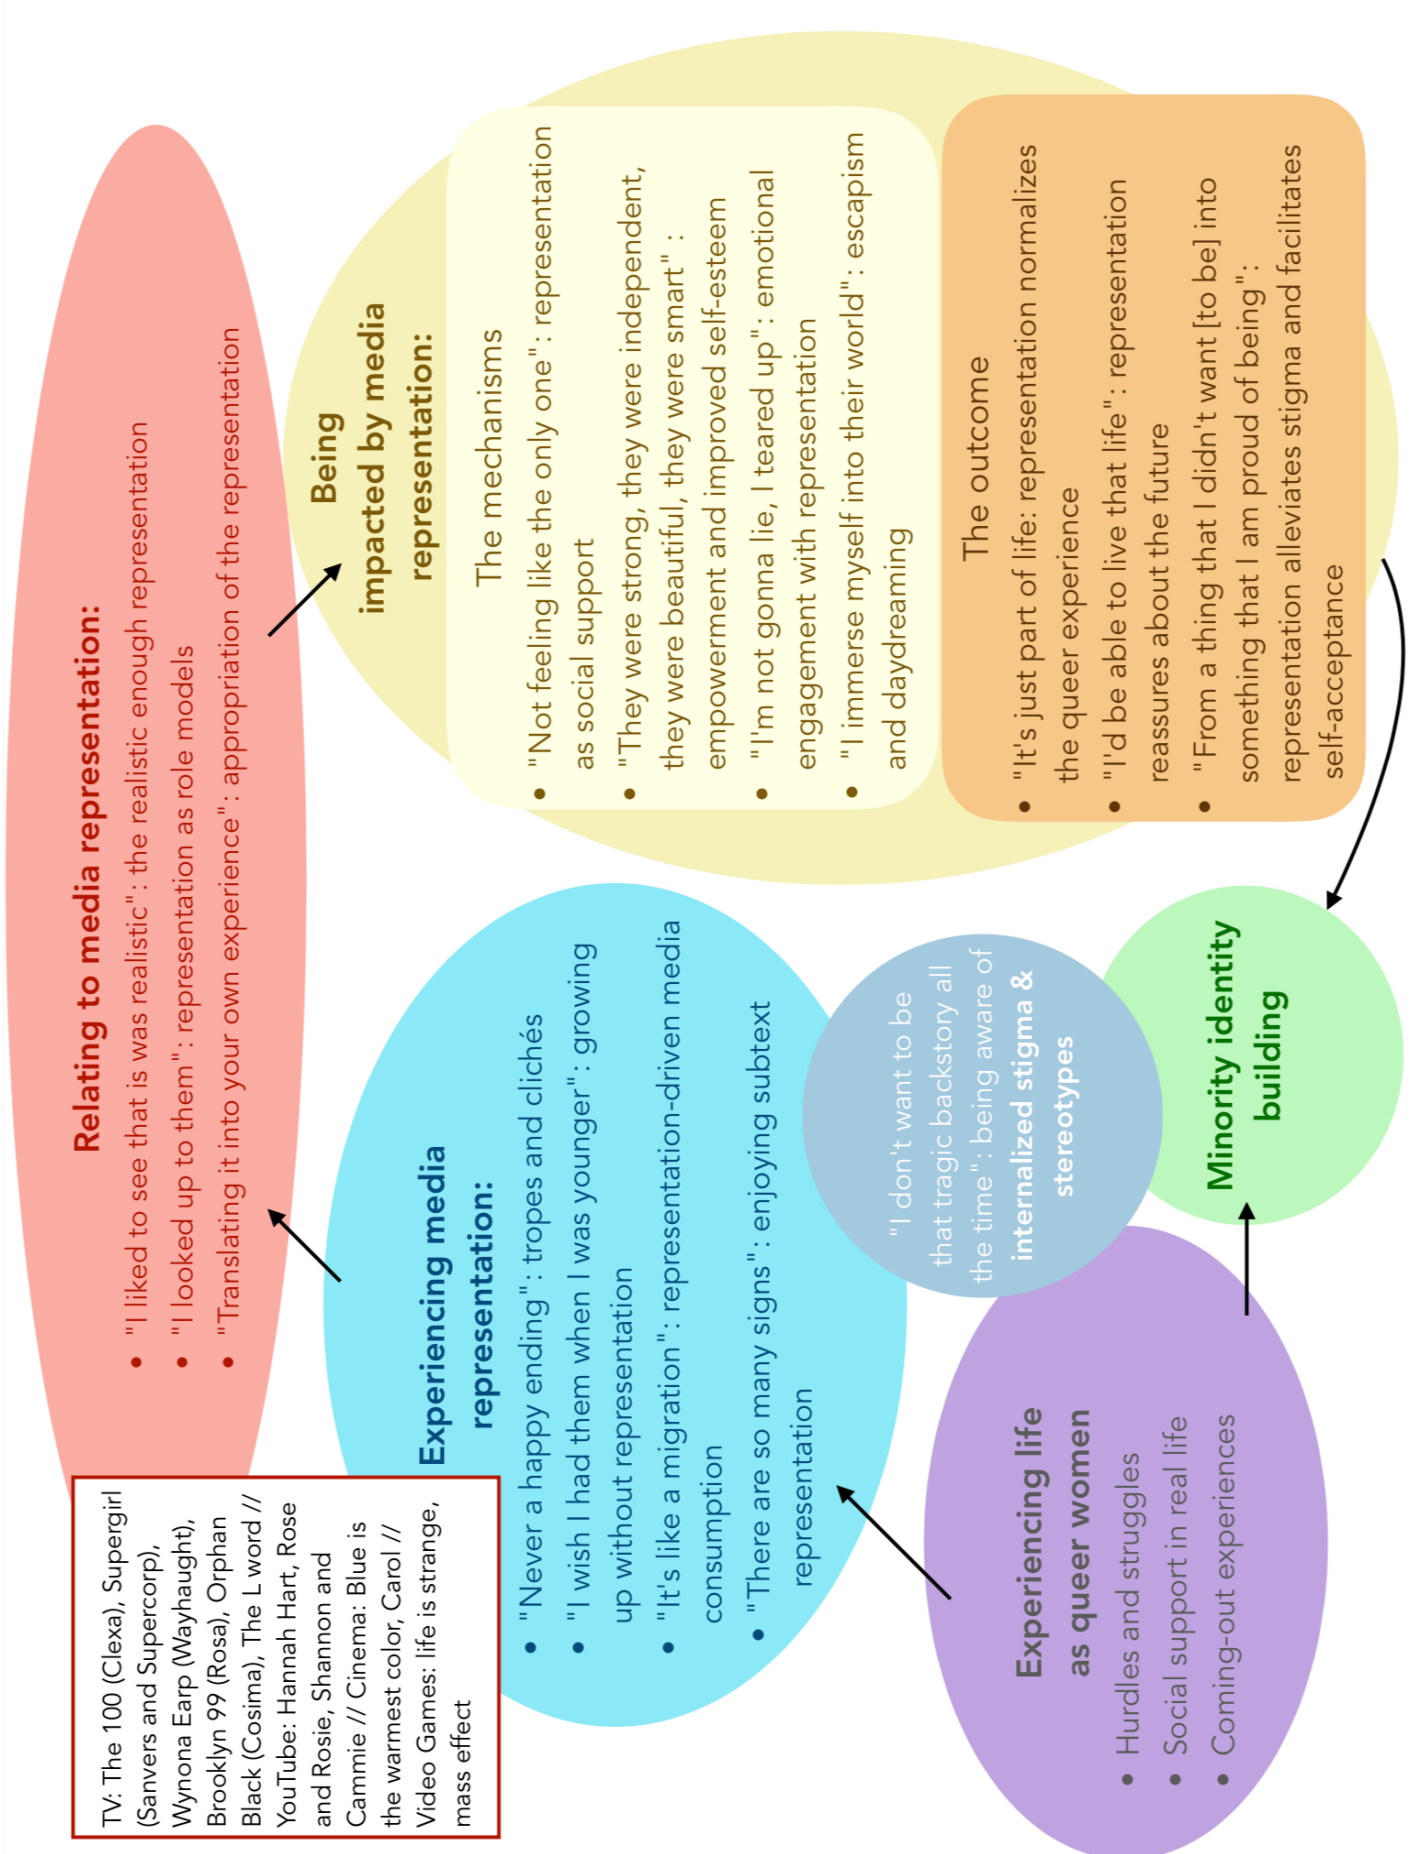 Relating to media representation:
• "I liked to see that is was realistic": the realistic enough representation
• "I looked up to them": representation as role models
• "Translating it into your own experience": appropriation of the representation
TV: The 100 (Clexa), Supergirl
(Sanvers and Supercorp),
Wynona Earp (Wayhaught),
Brooklyn 99 (Rosa), Orphan
Black (Cosima), The L word //
YouTube: Hannah Hart, Rose
and Rosie, Shannon and
Cammie // Cinema: Blue is
the warmest color, Carol //
Video Games: life is strange,
mass effect
Experiencing media
representation:
• "Never a happy ending": tropes and clichés
• "I wish I had them when I was younger": growing
up without representation
• "It's like a migration": representation-driven media
consumption
• "There are so many signs": enjoying subtext
representation
Being
impacted by media
representation:
The mechanisms
• "Not feeling like the only one": representation
as social support
• "They were strong, they were independent,
they were beautiful, they were smart" :
empowerment and improved self-esteem
• "I'm not gonna lie, I teared up": emotional
engagement with representation
• "I immerse myself into their world": escapism
and daydreaming
The outcome
• "It's just part of life: representation normalizes
the queer experience
• "I'd be able to live that life": representation
reassures about the future
• "From a thing that I didn't want [to be] into
something that I am proud of being":
representation alleviates stigma and facilitates
self-acceptance
"I don't want to be
that tragic backstory all
the time": being aware of
internalized stigma &
stereotypes
Experiencing life
as queer women
• Hurdles and struggles
• Social support in real life
• Coming-out experiences
Minority identity
building